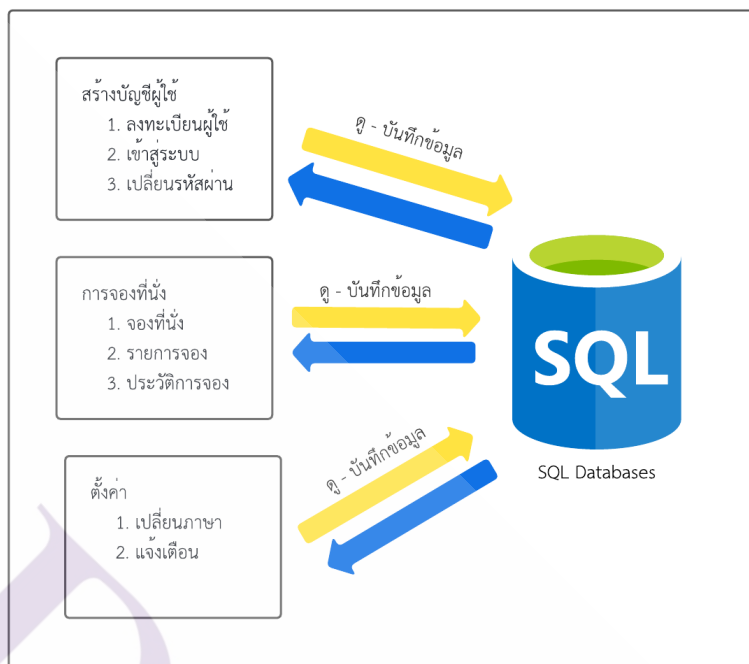 สร้างบัญชีผู้ใช้
1. ลงทะเบียนผู้ใช้
2. เข้าสู่ระบบ
3. เปลี่ยนรหัสผ่าน
ดู - บันทึกข้อมูล
การจองที่นั่ง
1. จองที่นั่ง
2. รายการจอง
3. ประวัติการจอง
ดู - บันทึกข้อมูล
SQL
SQL Databases
ตั้งค่า
1. เปลี่ยนภาษา
2. แจ้งเตือน
ดู - บันทึกข้อมูล